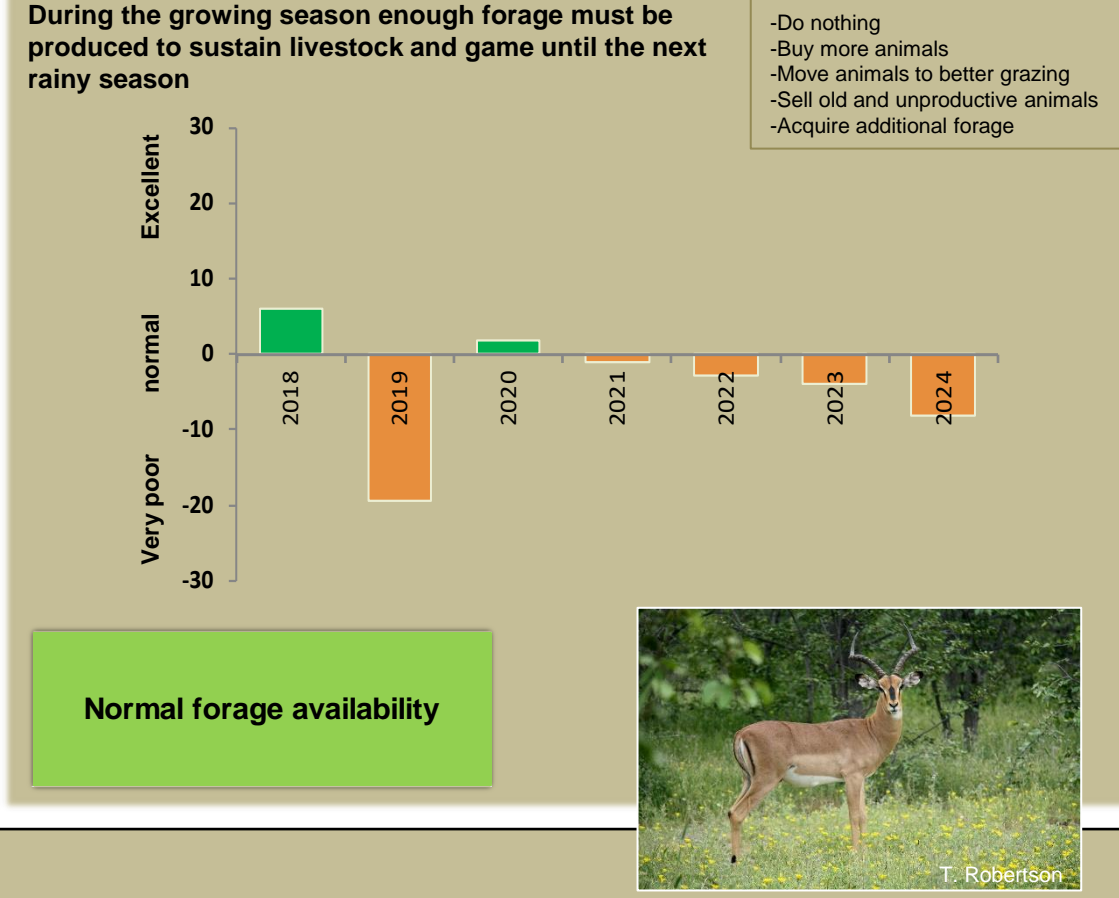 During the growing season enough forage must be
produced to sustain livestock and game until the next
rainy season
-Do nothing
-Buy more animals
-Move animals to better grazing
-Sell old and unproductive animals
-Acquire additional forage
Excellent
normal
Very poor
30
20
10
0
-10
-20
-30
2018
2019
2020
2021
2022
2023
2024
Normal forage availability
T. Robertson